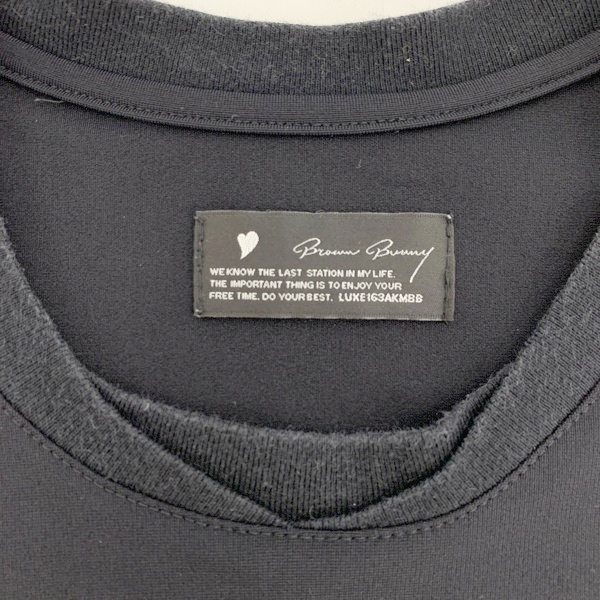 Brown Bunny
WE KNOW THE LAST STATION IN MY LIFE.
THE IMPORTANT THING IS TO ENJOY YOUR
FREE TIME. DO YOUR BEST. LUXE163AKMBB